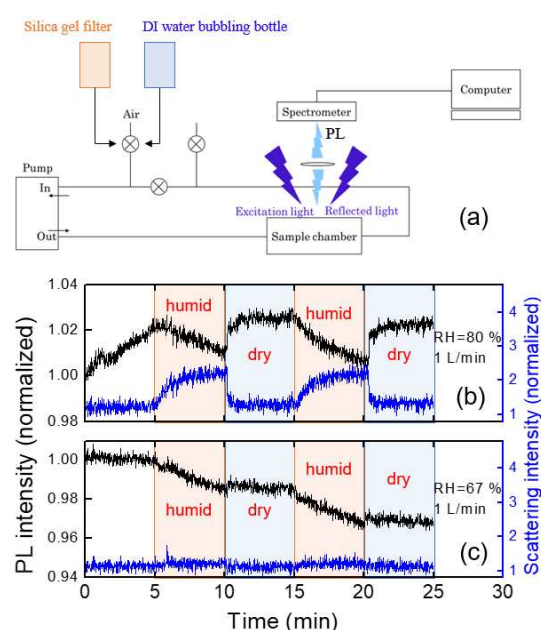 Silica gel filter
DI water bubbling bottle
Computer
Spectrometer
Air
PL
Pump
In
Excitation light
Reflected light
(a)
Out
Sample chamber
1.04
1.02
1.00
0.98
humid
dry
humid
dry
4
3
2
1
RH=80 %
1 L/min
(b)
1.00
0.98
0.96
0.94
humid
dry
humid
dry
4
3
2
1
RH=67 %
1 L/min
(c)
PL intensity (normalized)
Scattering intensity (normalized)
0 5 10 15 20 25 30
Time (min)